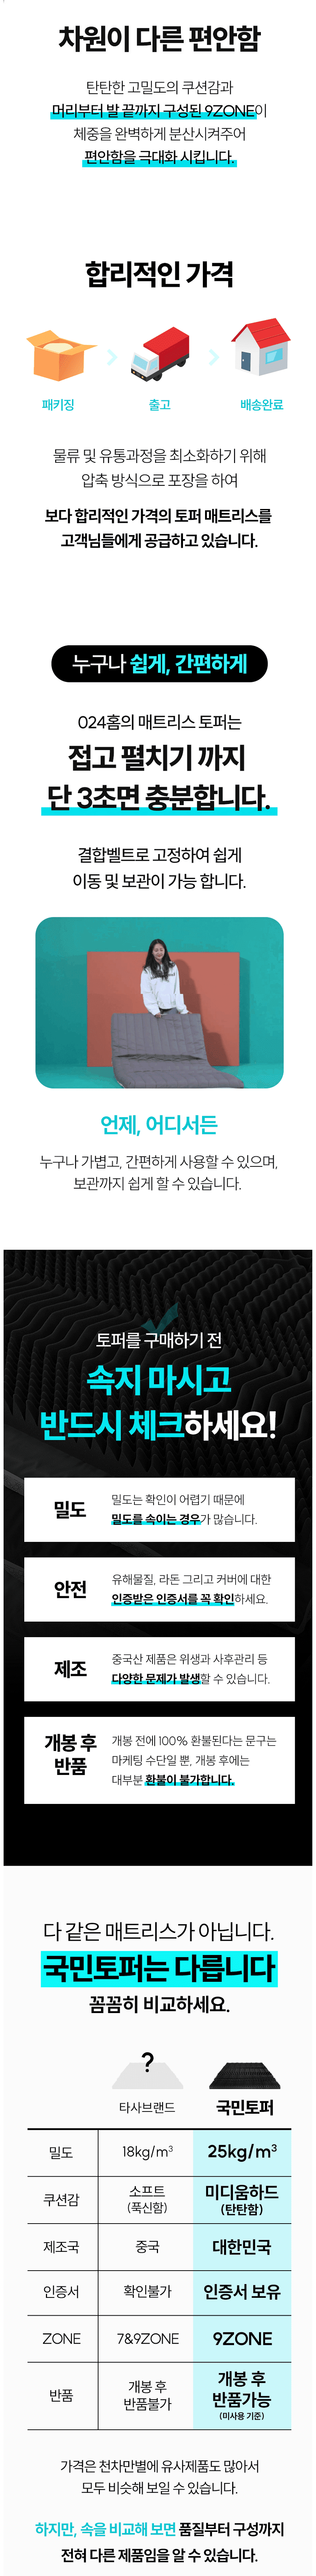 차원이 다른 편안함
탄탄한 고밀도의 쿠션감과
머리부터 발 끝까지 구성된 9ZONE이
체중을 완벽하게 분산시켜주어
편안함을 극대화 시킵니다.
합리적인 가격
패키징
출고
배송완료
물류 및 유통과정을 최소화하기 위해
압축 방식으로 포장을 하여
보다 합리적인 가격의 토퍼 매트리스를
고객님들에게 공급하고 있습니다.
누구나 쉽게, 간편하게
024홈의 매트리스 토퍼는
접고 펼치기 까지
단 3초면 충분합니다.
결합벨트로 고정하여 쉽게
이동 및 보관이 가능 합니다.
언제, 어디서든
누구나 가볍고, 간편하게 사용할 수 있으며,
보관까지 쉽게 할 수 있습니다.
토퍼를 구매하기 전
속지 마시고
반드시 체크하세요!
밀도
밀도는 확인이 어렵기 때문에
밀도를 속이는 경우가 많습니다.
안전
유해물질, 라돈 그리고 커버에 대한
인증받은 인증서를 꼭 확인하세요.
제조
중국산 제품은 위생과 사후관리 등
다양한 문제가 발생할 수 있습니다.
개봉 후
반품
개봉 전에 100% 환불된다는 문구는
마케팅 수단일 뿐, 개봉 후에는
대부분 환불이 불가합니다.
다 같은 매트리스가 아닙니다.
국민토퍼는 다릅니다
꼼꼼히 비교하세요.
?
타사브랜드 국민토퍼
밀도 18kg/m³ 25kg/m³
쿠션감 소프트 (푹신함) 미디움하드 (탄탄함)
제조국 중국 대한민국
인증서 확인불가 인증서 보유
ZONE 7&9ZONE 9ZONE
반품 개봉 후 반품불가 개봉 후 반품가능 (미사용 기준)
가격은 천차만별에 유사제품도 많아서
모두 비슷해 보일 수 있습니다.
하지만, 속을 비교해 보면 품질부터 구성까지
전혀 다른 제품임을 알 수 있습니다.